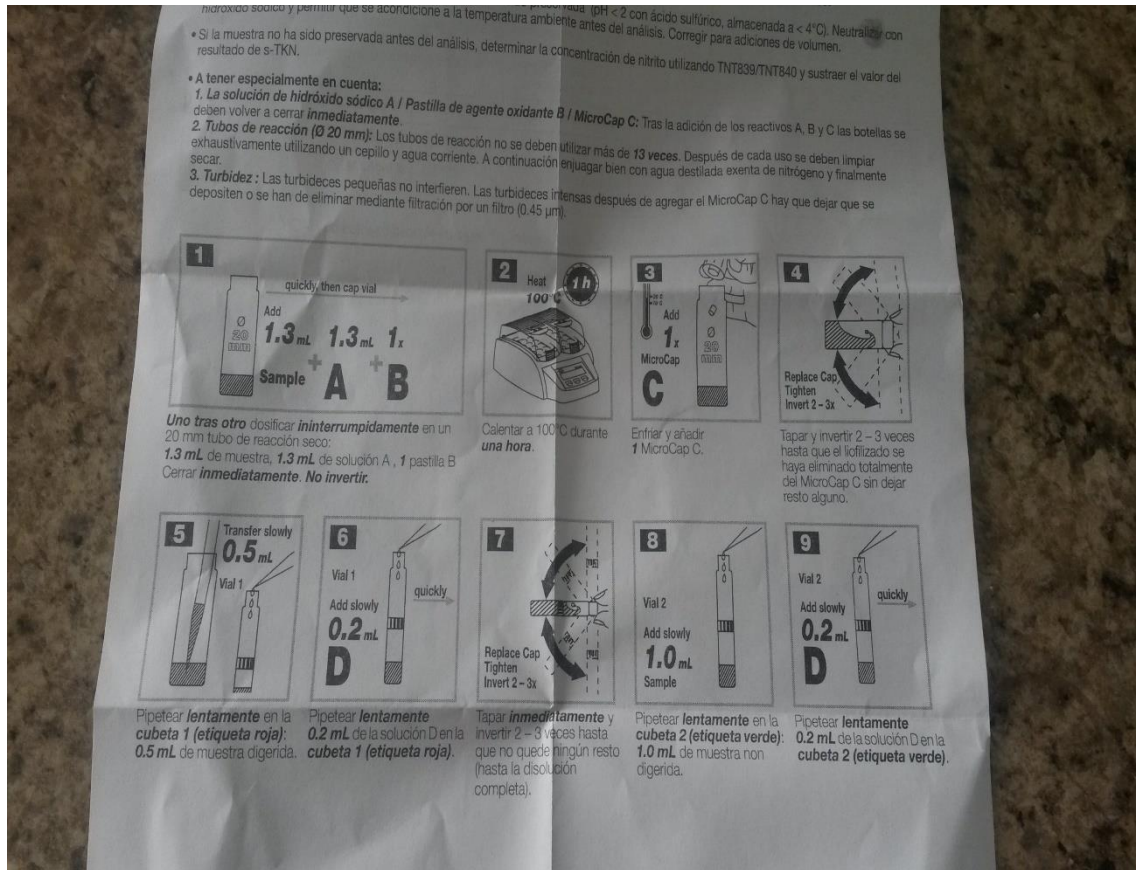 hidróxido sódico y permitir que se acondicione a la temperatura ambiente antes del análisis. Corregir para adiciones de volumen.
(pH < 2 con ácido sulfúrico, almacenada a < 4°C). Neutralizar con
• Si la muestra no ha sido preservada antes del análisis, determinar la concentración de nitrito utilizando TNT839/TNT840 y sustraer el valor del
resultado de s-TKN.
• A tener especialmente en cuenta:
1. La solución de hidróxido sódico A / Pastilla de agente oxidante B / MicroCap C: Tras la adición de los reactivos A, B y C las botellas se
deben volver a cerrar inmediatamente.
2. Tubos de reacción (Ø 20 mm): Los tubos de reacción no se deben utilizar más de 13 veces. Después de cada uso se deben limpiar
exhaustivamente utilizando un cepillo y agua corriente. A continuación enjuagar bien con agua destilada exenta de nitrógeno y finalmente
secar.
3. Turbidez : Las turbideces pequeñas no interfieren. Las turbideces intensas después de agregar el MicroCap C hay que dejar que se
depositen o se han de eliminar mediante filtración por un filtro (0.45 µm).
1
quickly, then cap vial
Add
Ø
20
mm
1.3 mL 1.3 mL 1x
Sample + A + B
Uno tras otro dosificar ininterrumpidamente en un
20 mm tubo de reacción seco:
1.3 mL de muestra, 1.3 mL de solución A , 1 pastilla B
Cerrar inmediatamente. No invertir.
2
Heat
100°C
1h
Calentar a 100°C durante
una hora.
3
Add
1x
MicroCap
C
Ø
20
mm
Enfriar y añadir
1 MicroCap C.
4
Replace Cap
Tighten
Invert 2 – 3x
Tapar y invertir 2 – 3 veces
hasta que el liofilizado se
haya eliminado totalmente
del MicroCap C sin dejar
resto alguno.
5
Transfer slowly
0.5 mL
Vial 1
Pipetear lentamente en la
cubeta 1 (etiqueta roja):
0.5 mL de muestra digerida.
6
Vial 1
quickly
Add slowly
0.2 mL
D
Pipetear lentamente
0.2 mL de la solución D en la
cubeta 1 (etiqueta roja).
7
Replace Cap
Tighten
Invert 2 – 3x
Tapar inmediatamente y
invertir 2 – 3 veces hasta
que no quede ningún resto
(hasta la disolución
completa).
8
Vial 2
Add slowly
1.0 mL
Sample
Pipetear lentamente en la
cubeta 2 (etiqueta verde):
1.0 mL de muestra non
digerida.
9
Vial 2
quickly
Add slowly
0.2 mL
D
Pipetear lentamente
0.2 mL de la solución D en la
cubeta 2 (etiqueta verde).